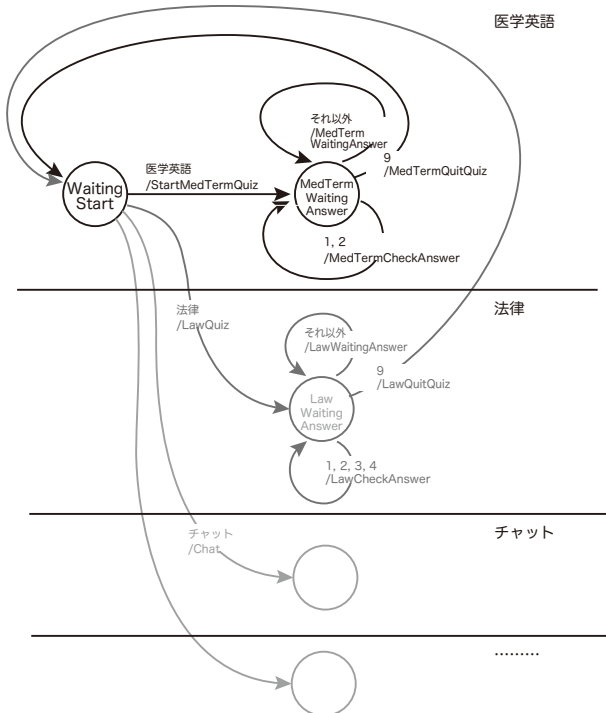 医学英語
それ以外
/MedTerm
WaitingAnswer
9
/MedTermQuitQuiz
医学英語
/StartMedTermQuiz
Waiting
Start
MedTerm
Waiting
Answer
1, 2
/MedTermCheckAnswer
法律
法律
/LawQuiz
それ以外
/LawWaitingAnswer
9
/LawQuitQuiz
Law
Waiting
Answer
1, 2, 3, 4
/LawCheckAnswer
チャット
チャット
/Chat
.........